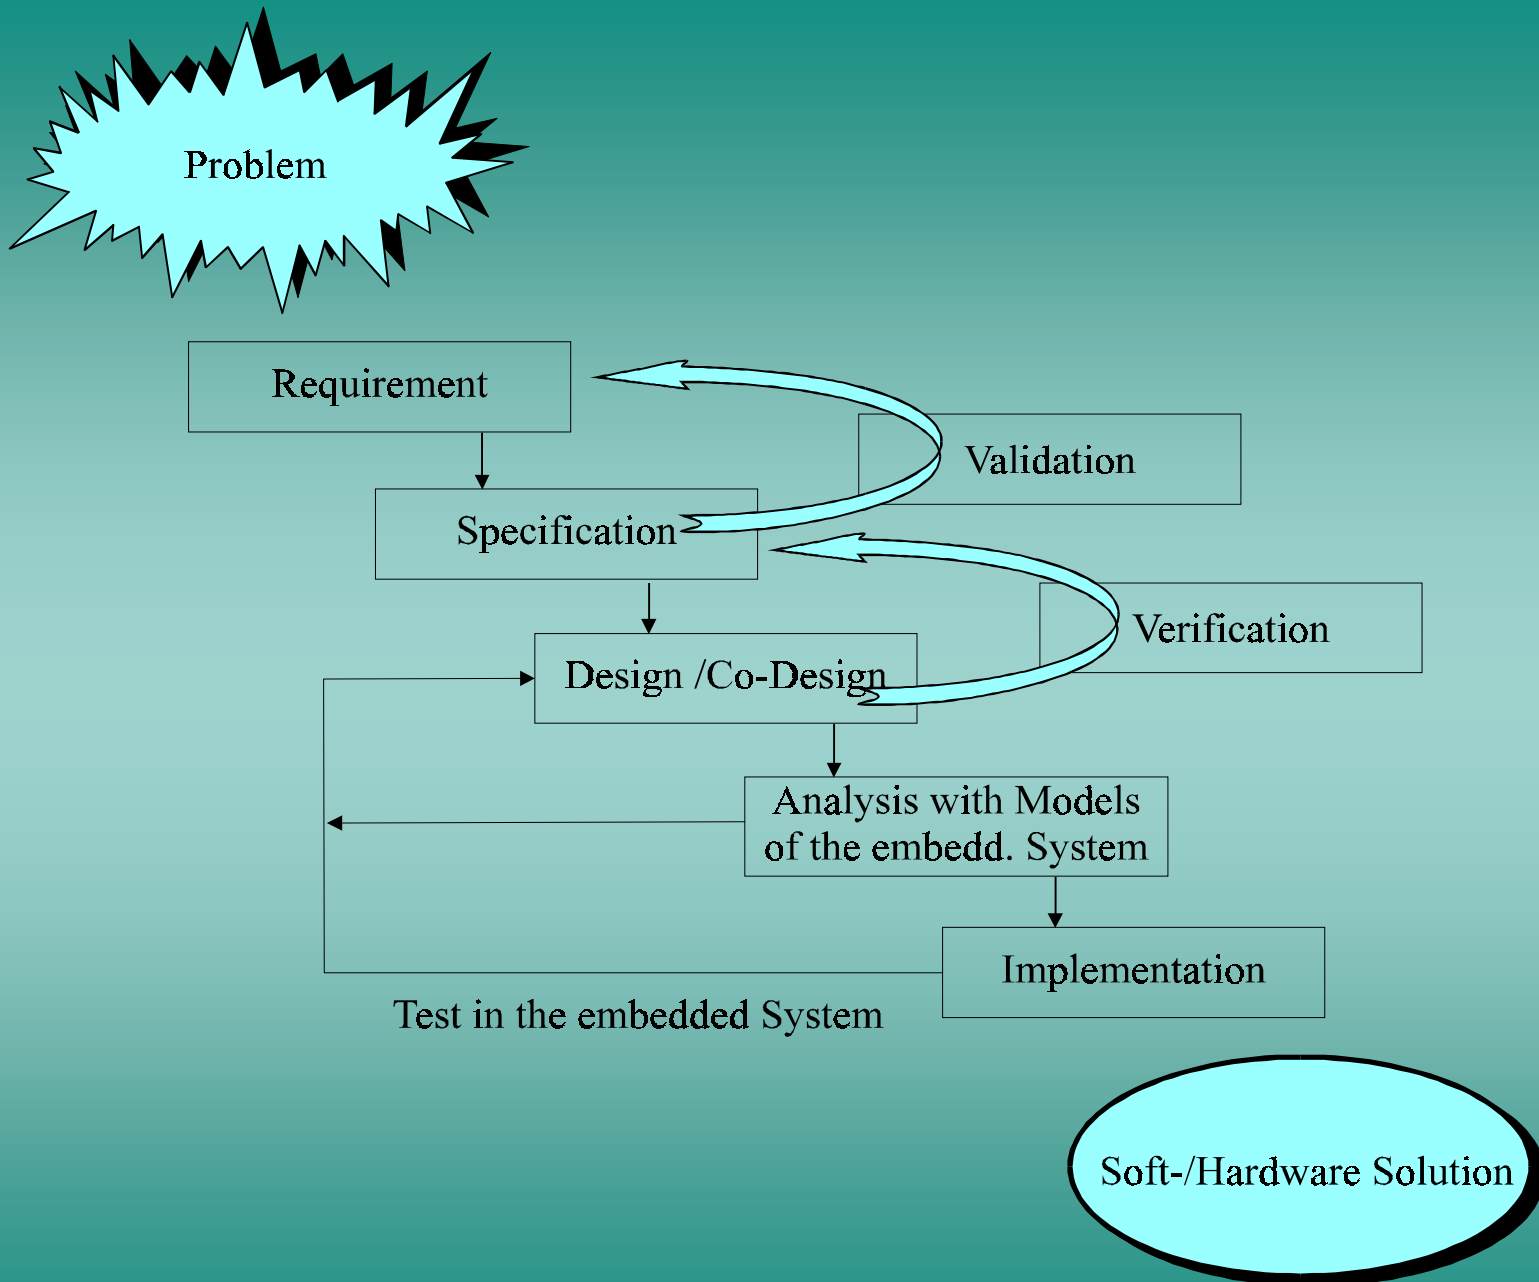 Problem
Requirement
Validation
Specification
Verification
Design /Co-Design
Analysis with Models
of the embedd. System
Implementation
Test in the embedded System
Soft-/Hardware Solution